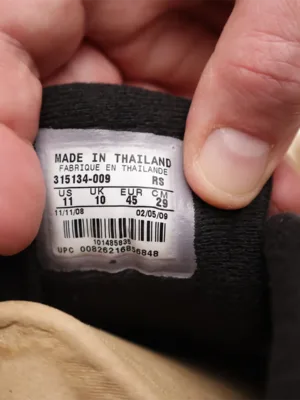 MADE IN THAILAND
FABRIQUE EN THAILANDE
315134-009 RS
US UK EUR CM
11 10 45 29
11/11/08 02/05/09
101485835
UPC 00826216856848